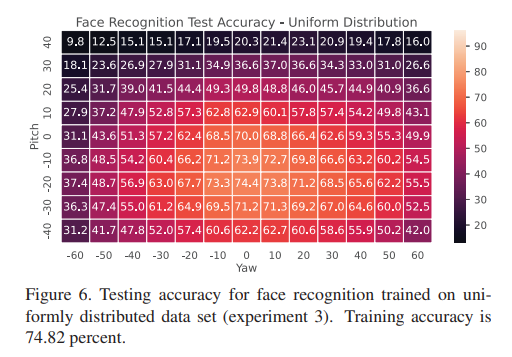 Face Recognition Test Accuracy - Uniform Distribution
40 9.8 12.5 15.1 15.1 17.1 19.5 20.3 21.4 23.1 20.9 19.4 17.8 16.0
30 18.1 23.6 26.9 27.9 31.1 34.9 36.6 37.0 36.6 34.3 33.0 31.0 26.6
20 25.4 31.7 39.0 41.5 44.4 49.3 49.8 48.8 46.0 45.7 44.9 40.9 36.6
10 27.9 37.2 47.9 52.8 57.3 62.8 62.9 60.1 57.8 57.4 54.2 49.8 43.1
0 31.1 43.6 51.3 57.2 62.4 68.5 70.0 68.8 66.4 62.6 59.3 55.3 49.9
-10 36.8 48.5 54.2 60.4 66.2 71.2 73.9 72.7 69.8 66.6 63.2 60.2 54.5
-20 37.4 48.7 56.9 63.0 67.7 73.3 74.4 73.8 71.2 68.5 65.6 62.2 55.5
-30 36.3 47.4 55.0 61.2 64.9 69.5 71.2 71.3 69.2 67.0 64.6 60.0 52.5
-40 31.2 41.7 47.8 52.0 57.4 60.6 62.2 62.7 60.6 58.6 55.9 50.2 42.0
Pitch
-60 -50 -40 -30 -20 -10 0 10 20 30 40 50 60
Yaw
90
80
70
60
50
40
30
20
Figure 6. Testing accuracy for face recognition trained on uni-
formly distributed data set (experiment 3). Training accuracy is
74.82 percent.